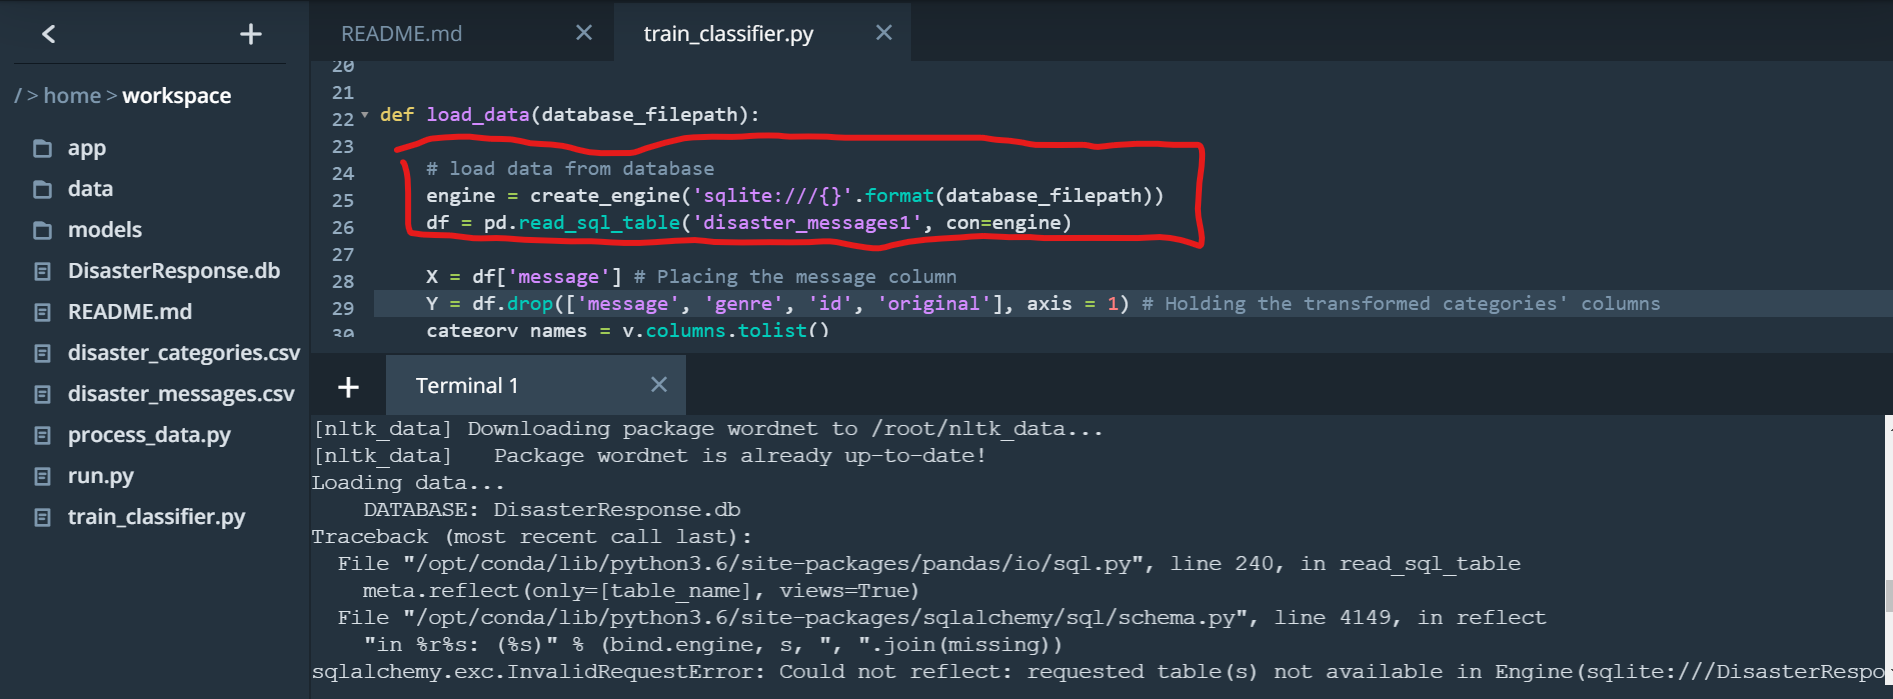 README.md
train_classifier.py
/ > home > workspace
app
data
models
DisasterResponse.db
README.md
disaster_categories.csv
disaster_messages.csv
process_data.py
run.py
train_classifier.py
20
21
22 def load_data(database_filepath):
23
24 # load data from database
25 engine = create_engine('sqlite:///{}'.format(database_filepath))
26 df = pd.read_sql_table('disaster_messages1', con=engine)
27
28 X = df['message'] # Placing the message column
29 Y = df.drop(['message', 'genre', 'id', 'original'], axis = 1) # Holding the transformed categories' columns
30 category_names = y.columns.tolist()
Terminal 1
[nltk_data] Downloading package wordnet to /root/nltk_data...
[nltk_data]   Package wordnet is already up-to-date!
Loading data...
    DATABASE: DisasterResponse.db
Traceback (most recent call last):
  File "/opt/conda/lib/python3.6/site-packages/pandas/io/sql.py", line 240, in read_sql_table
    meta.reflect(only=[table_name], views=True)
  File "/opt/conda/lib/python3.6/site-packages/sqlalchemy/sql/schema.py", line 4149, in reflect
    "in %r%s: (%s)" % (bind.engine, s, ", ".join(missing))
sqlalchemy.exc.InvalidRequestError: Could not reflect: requested table(s) not available in Engine(sqlite:///DisasterRespo